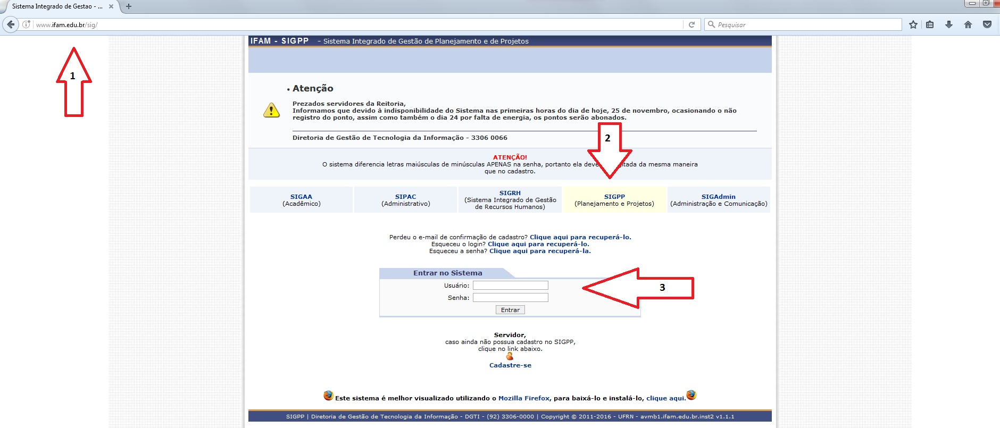 Sistema Integrado de Gestao - ...
www.ifam.edu.br/sig/
Pesquisar
IFAM - SIGPP - Sistema Integrado de Gestão de Planejamento e de Projetos
1
Atenção
Prezados servidores da Reitoria,
Informamos que devido à indisponibilidade do Sistema nas primeiras horas do dia de hoje, 25 de novembro, ocasionando o não
registro do ponto, assim como também o dia 24 por falta de energia, os pontos serão abonados.
Diretoria de Gestão de Tecnologia da Informação - 3306 0066
2
ATENÇÃO!
O sistema diferencia letras maiúsculas de minúsculas APENAS na senha, portanto ela deve itada da mesma maneira
que no cadastro.
SIGAA
(Acadêmico)
SIPAC
(Administrativo)
SIGRH
(Sistema Integrado de Gestão
de Recursos Humanos)
SIGPP
(Planejamento e Projetos)
SIGAdmin
(Administração e Comunicação)
Perdeu o e-mail de confirmação de cadastro? Clique aqui para recuperá-lo.
Esqueceu o login? Clique aqui para recuperá-lo.
Esqueceu a senha? Clique aqui para recuperá-la.
Entrar no Sistema
Usuário:
Senha:
Entrar
3
Servidor,
caso ainda não possua cadastro no SIGPP,
clique no link abaixo.
Cadastre-se
Este sistema é melhor visualizado utilizando o Mozilla Firefox, para baixá-lo e instalá-lo, clique aqui.
SIGPP | Diretoria de Gestão de Tecnologia da Informação - DGTI - (92) 3306-0000 | Copyright © 2011-2016 - UFRN - avmb1.ifam.edu.br.inst2 v1.1.1